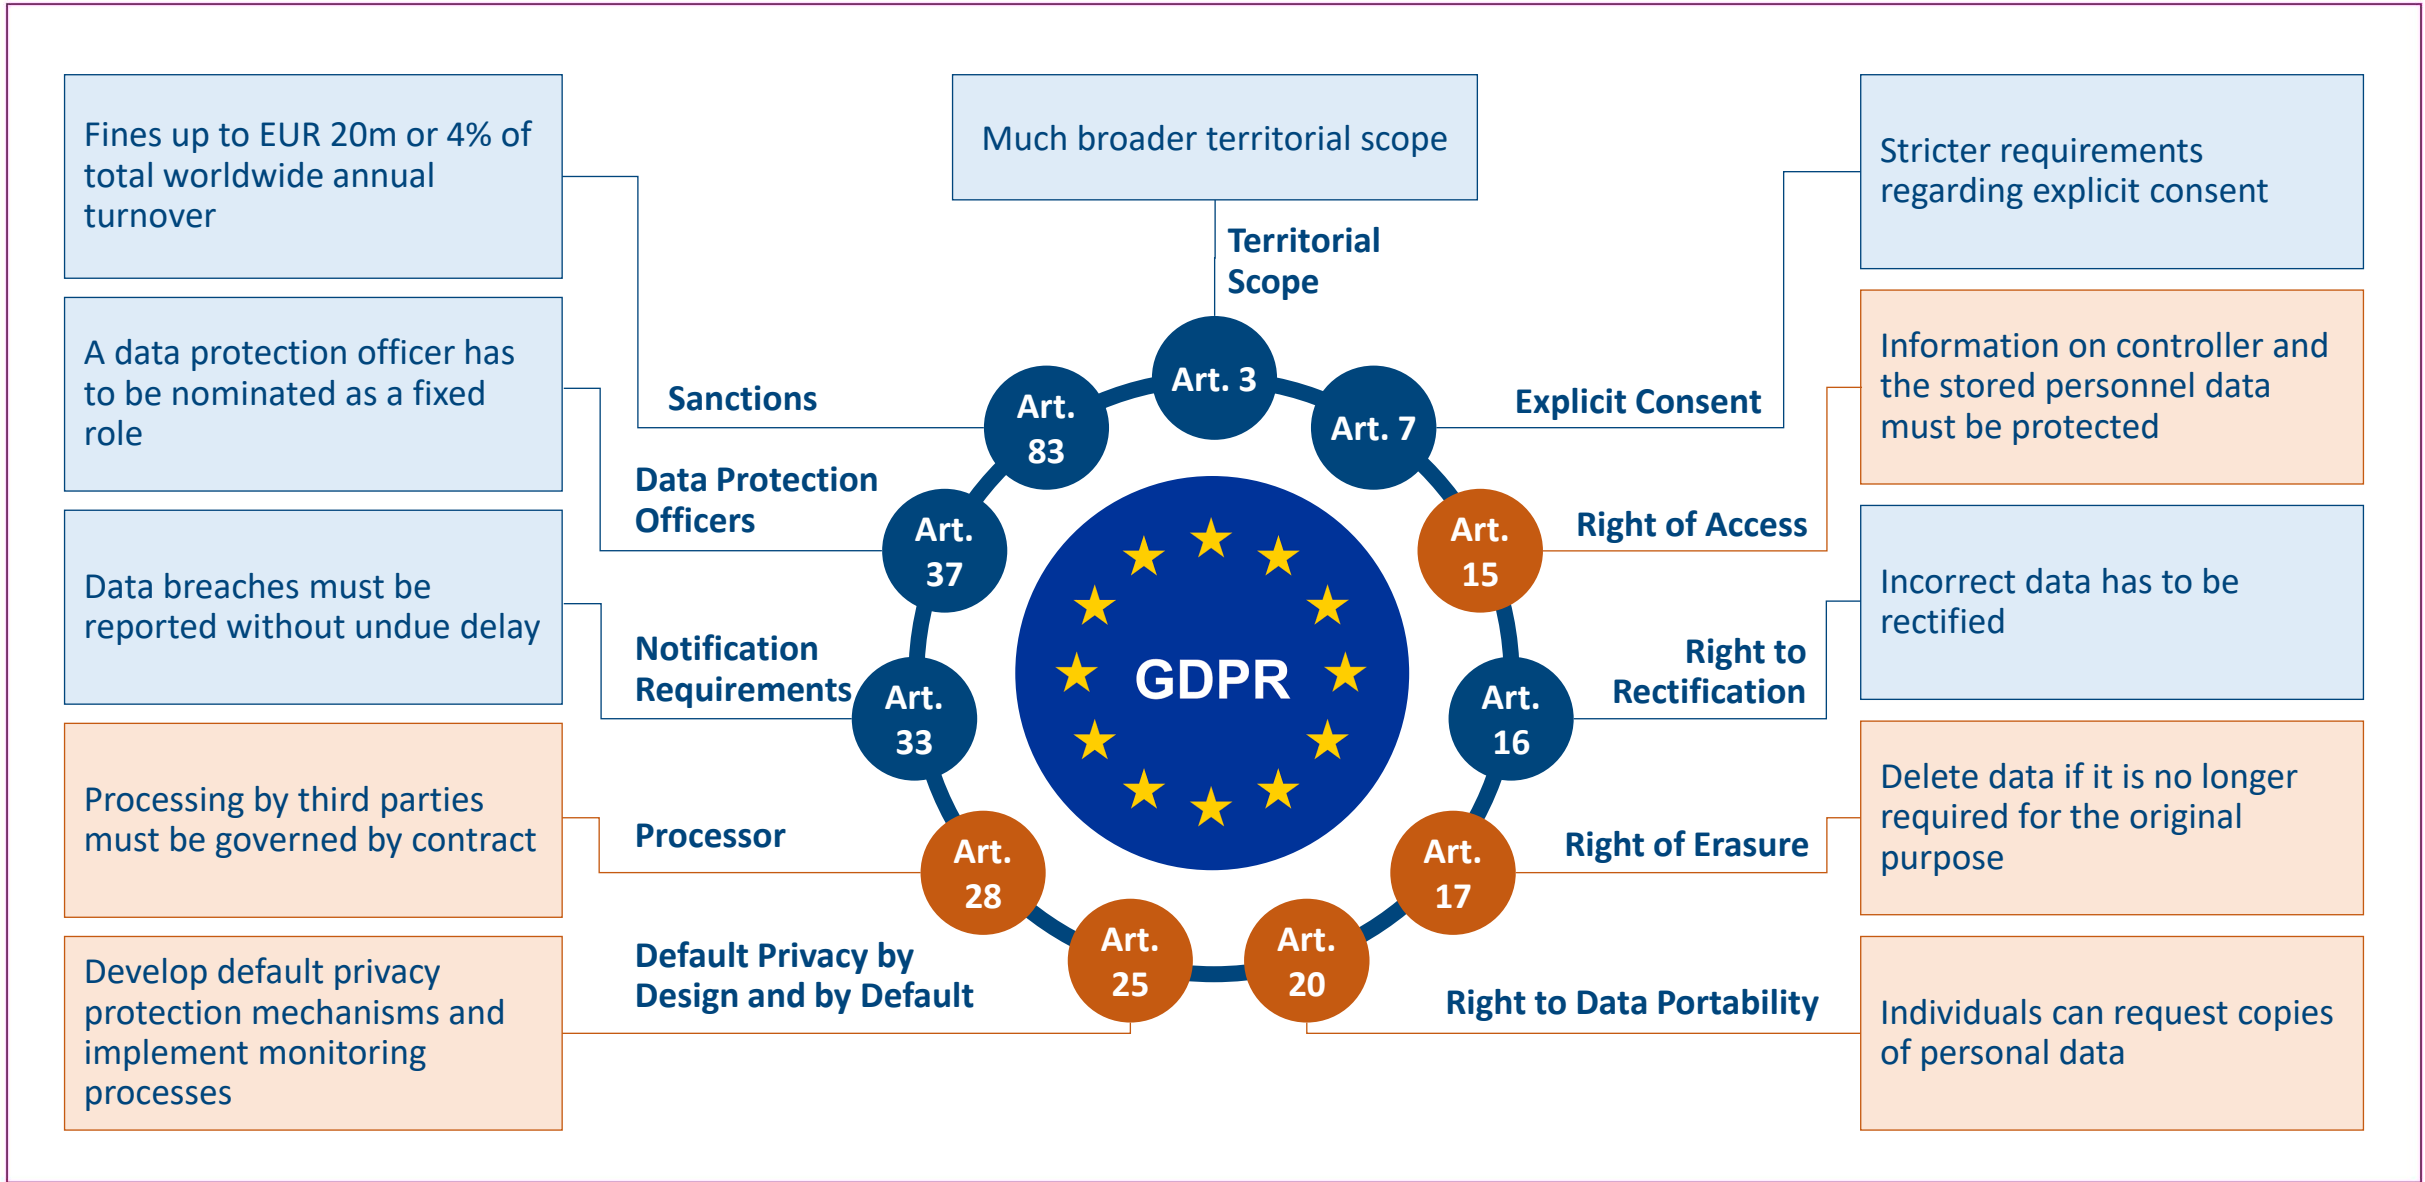 Fines up to EUR 20m or 4% of
total worldwide annual
turnover
A data protection officer has
to be nominated as a fixed
role
Data breaches must be
reported without undue delay
Processing by third parties
must be governed by contract
Develop default privacy
protection mechanisms and
implement monitoring
processes
Sanctions
Data Protection
Officers
Notification
Requirements
Processor
Default Privacy by
Design and by Default
Much broader territorial scope
Territorial
Scope
Art. 3
Art.
83
Art. 7
Art.
37
Art.
15
Art.
33
Art.
16
Art.
28
Art.
17
Art.
25
Art.
20
GDPR
Explicit Consent
Right of Access
Right to
Rectification
Right of Erasure
Right to Data Portability
Stricter requirements
regarding explicit consent
Information on controller and
the stored personnel data
must be protected
Incorrect data has to be
rectified
Delete data if it is no longer
required for the original
purpose
Individuals can request copies
of personal data